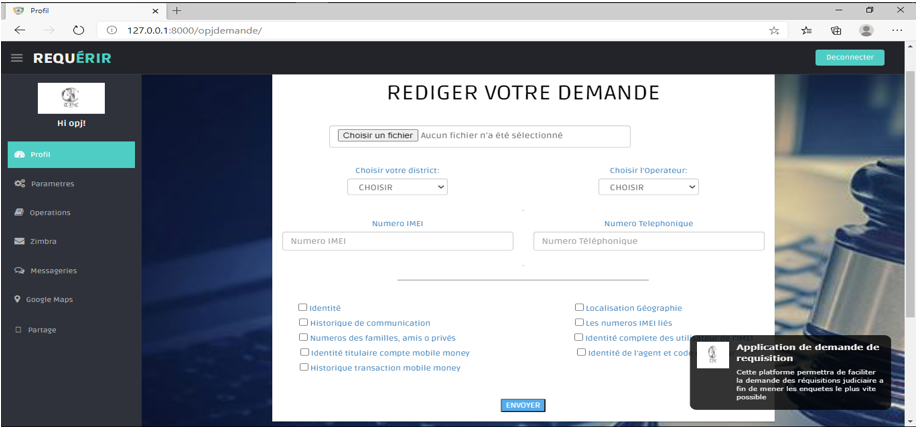 Profil
127.0.0.1:8000/opjdemande/
REQUÉRIR
Deconnecter
Hi opj!
Profil
Parametres
Operations
Zimbra
Messageries
Google Maps
Partage
REDIGER VOTRE DEMANDE
Choisir un fichier Aucun fichier n'a été sélectionné
Choisir votre district: Choisir l'Operateur:
CHOISIR CHOISIR
Numero IMEI Numero Telephonique
Numero IMEI Numero Téléphonique
Identité Localisation Géographie
Historique de communication Les numeros IMEI liés
Numeros des familles, amis o privés Identité complete des
Identité titulaire compte mobile money Identité de l'agent et code
Historique transaction mobile money
ENVOYER
Application de demande de
requisition
Cette platforme permettra de faciliter
la demande des réquisitions judiciaire a
fin de mener les enquetes le plus vite
possible